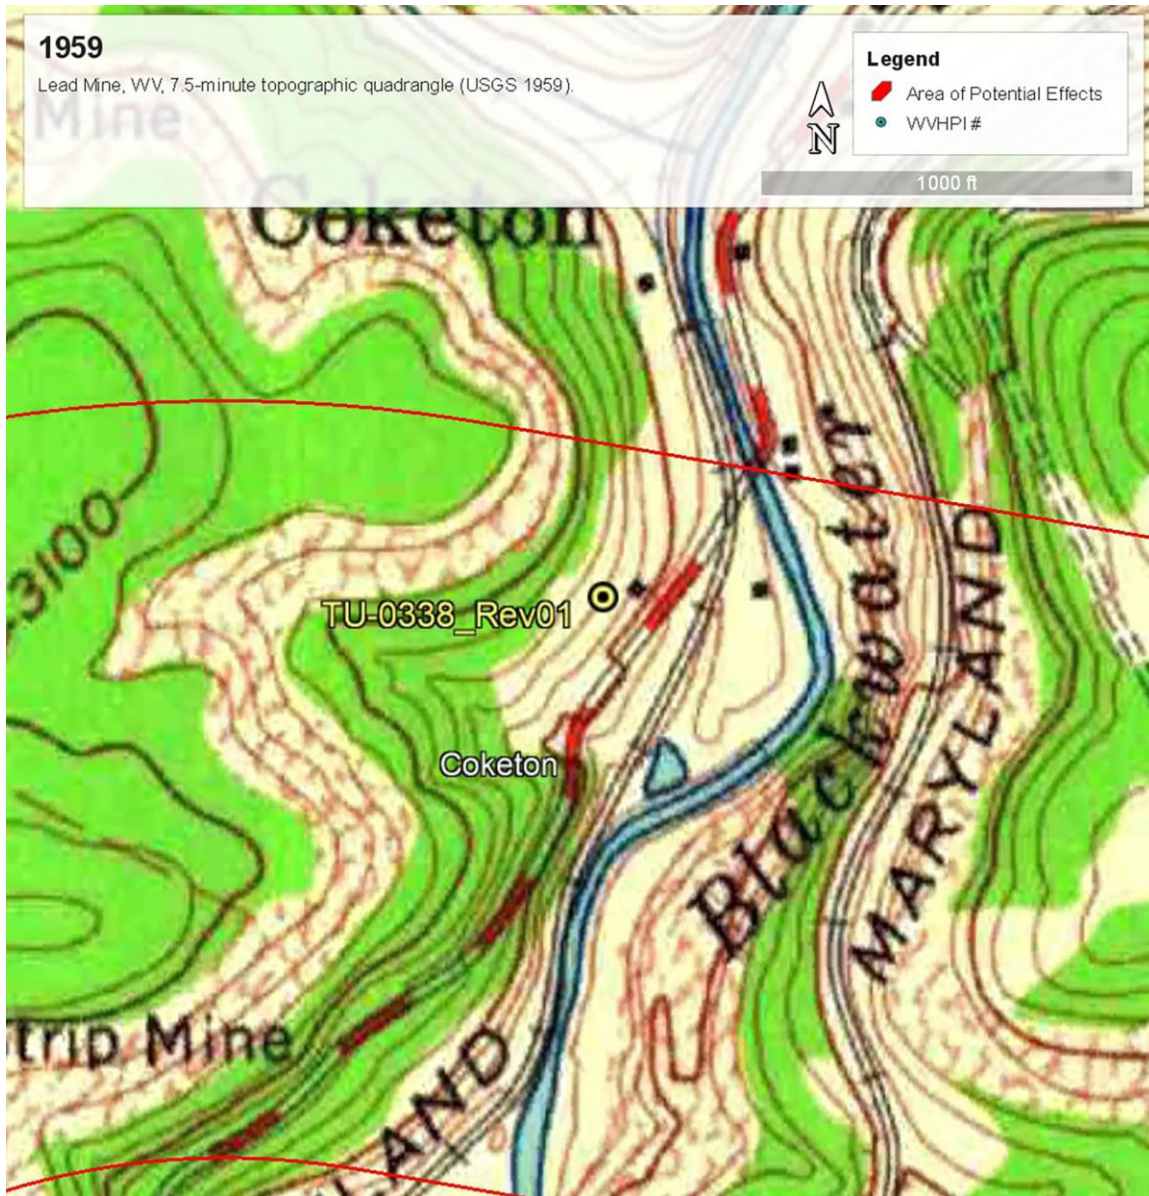 1959
Lead Mine, WV, 7.5-minute topographic quadrangle (USGS 1959).
Legend
Area of Potential Effects
WVHPI #
N
1000 ft
Mine
Coketon
3100
TU-0338_Rev01
Blackwater
MARYLAND
Coketon
trip Mine
LAND